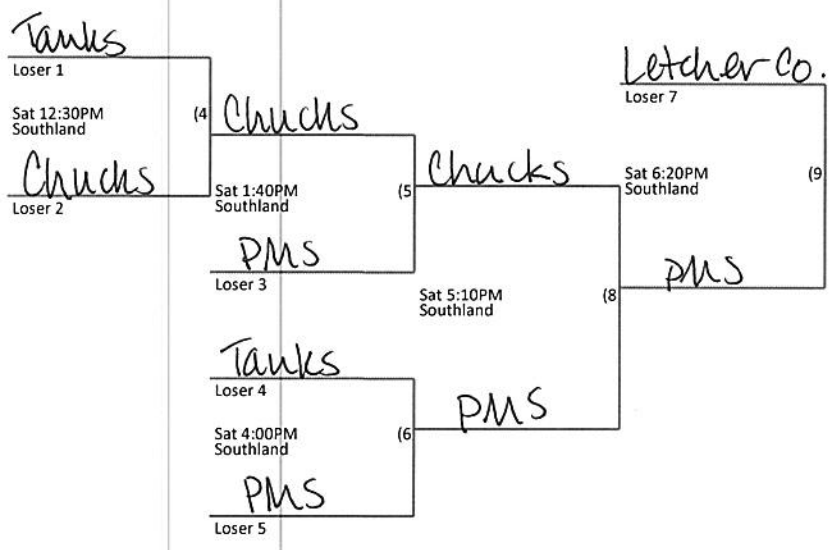 Tanks
Loser 1
Sat 12:30PM
Southland
(4
Chucks
Loser 2
Chucks
Sat 1:40PM
Southland
(5
PMS
Loser 3
Tanks
Loser 4
Sat 4:00PM
Southland
(6
PMS
Loser 5
Chucks
Sat 5:10PM
Southland
(8
PMS
Letcher Co.
Loser 7
Sat 6:20PM
Southland
(9
PMS